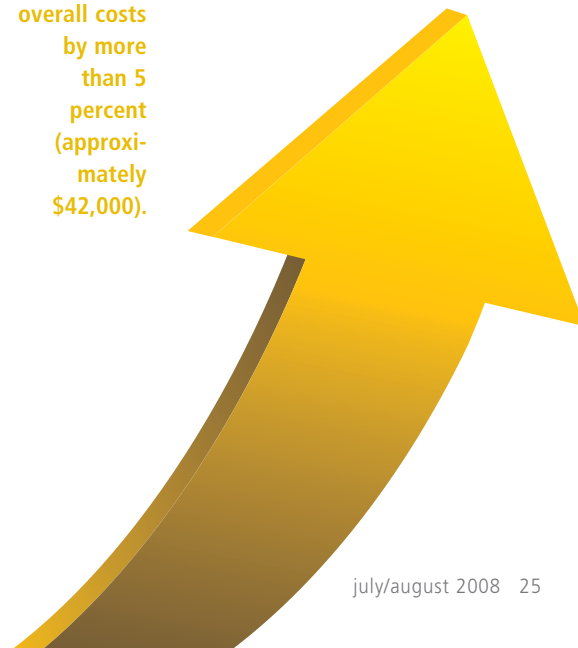 overall costs
by more
than 5
percent
(approxi-
mately
$42,000).
july/august 2008 25